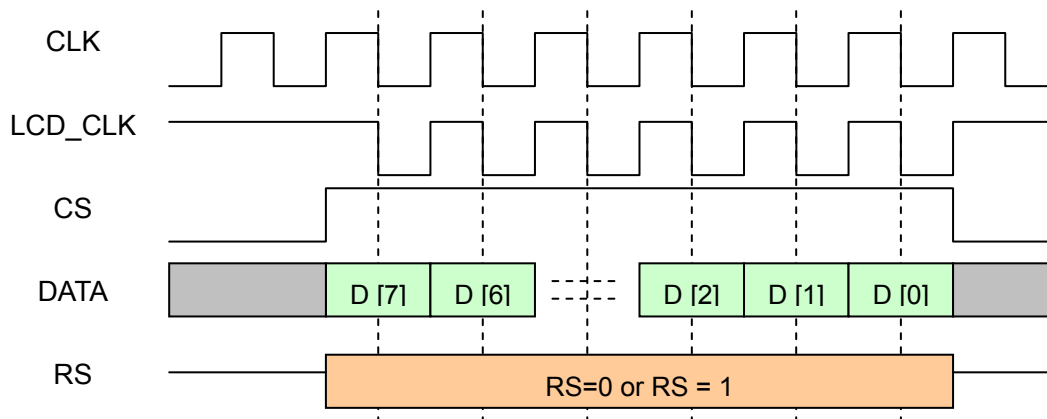 CLK
LCD_CLK
CS
DATA
D [7] D [6] D [2] D [1] D [0]
RS
RS=0 or RS = 1